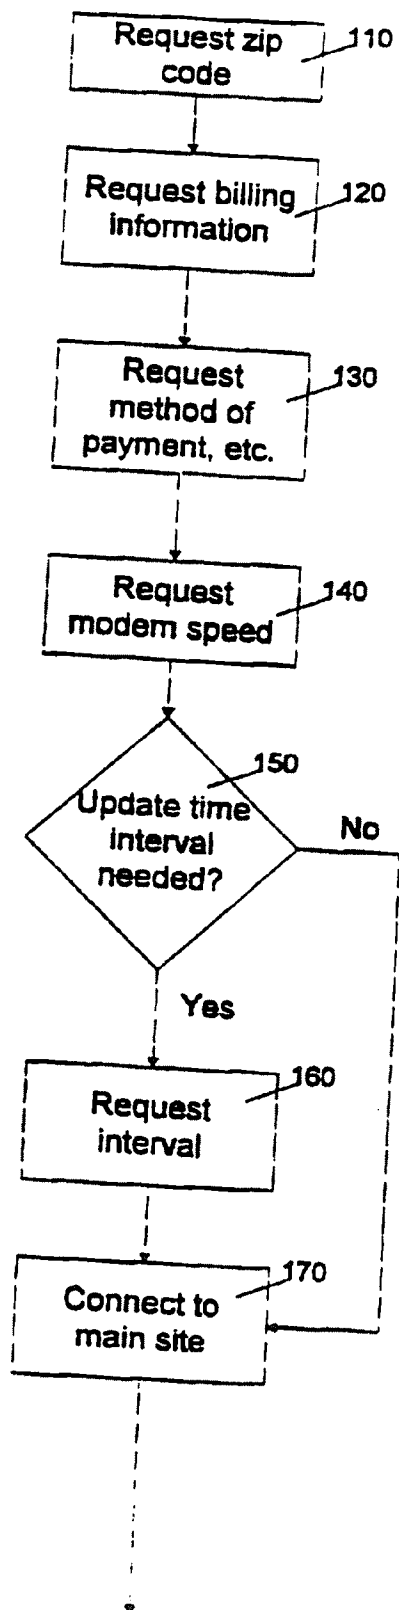 Request zip
code
110
Request billing
information
120
Request
method of
payment, etc.
130
Request
modem speed
140
150
Update time
interval
needed?
No
Yes
160
Request
interval
170
Connect to
main site